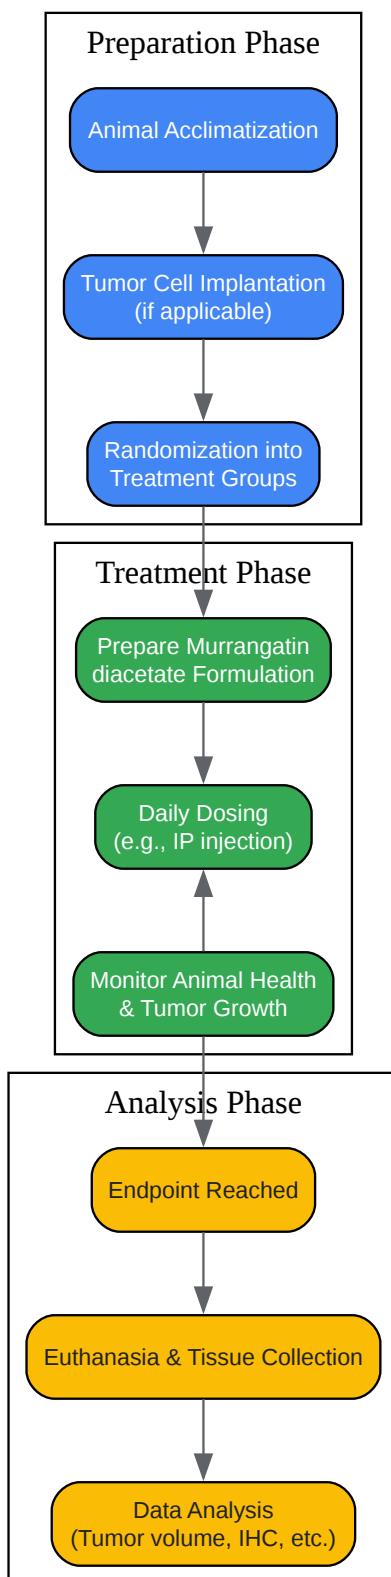 Preparation Phase
Animal Acclimatization
Tumor Cell Implantation
(if applicable)
Randomization into
Treatment Groups
Treatment Phase
Prepare Murrangatin
diacetate Formulation
Daily Dosing
(e.g., IP injection)
Monitor Animal Health
& Tumor Growth
Analysis Phase
Endpoint Reached
Euthanasia & Tissue Collection
Data Analysis
(Tumor volume, IHC, etc.)